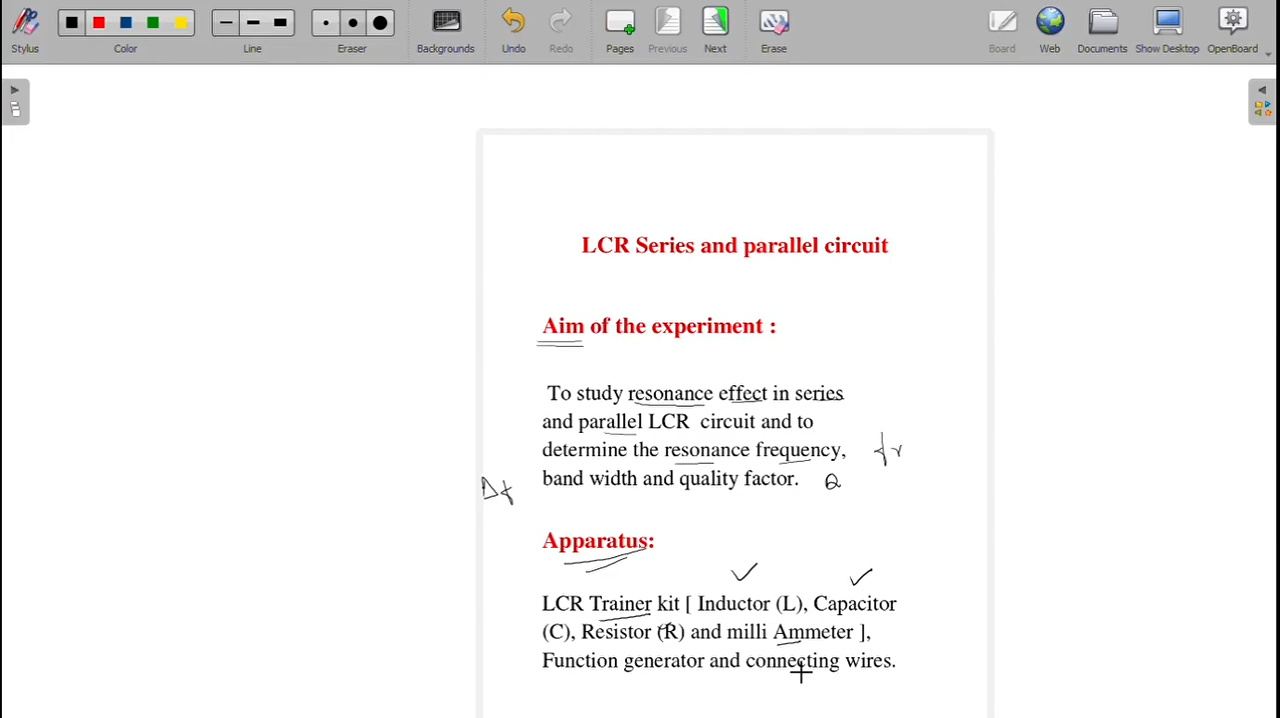 Stylus
Color
Line
Eraser
Backgrounds
Undo
Redo
Pages
Previous
Next
Erase
Board
Web
Documents
Show Desktop
OpenBoard
LCR Series and parallel circuit
Aim of the experiment :
To study resonance effect in series
and parallel LCR circuit and to
determine the resonance frequency, fr
band width and quality factor. Q
Δf
Apparatus:
LCR Trainer kit [ Inductor (L), Capacitor
(C), Resistor (R) and milli Ammeter ],
Function generator and connecting wires.